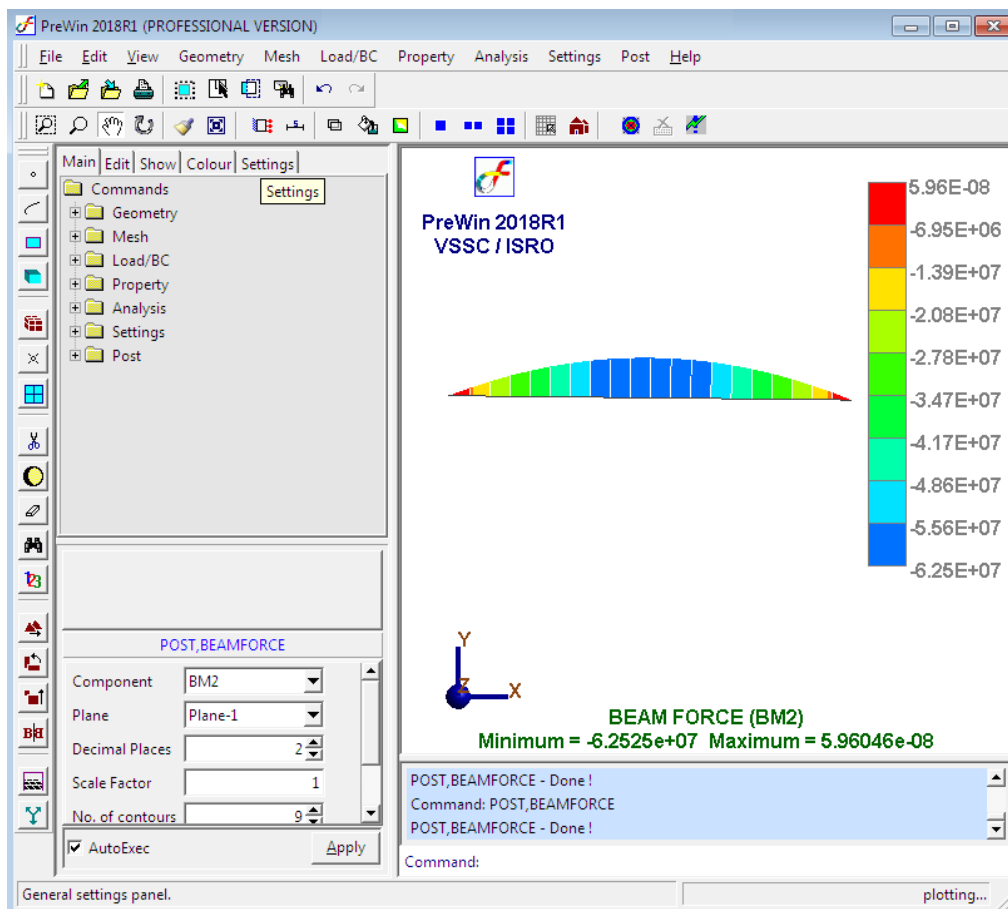 PreWin 2018R1 (PROFESSIONAL VERSION)
File Edit View Geometry Mesh Load/BC Property Analysis Settings Post Help
Main Edit Show Colour Settings
Commands
Settings
Geometry
Mesh
Load/BC
Property
Analysis
Settings
Post
123
B B
POST,BEAMFORCE
Component BM2
Plane Plane-1
Decimal Places 2
Scale Factor 1
No. of contours 9
AutoExec Apply
PreWin 2018R1
VSSC / ISRO
5.96E-08
-6.95E+06
-1.39E+07
-2.08E+07
-2.78E+07
-3.47E+07
-4.17E+07
-4.86E+07
-5.56E+07
-6.25E+07
Y
Z X
BEAM FORCE (BM2)
Minimum = -6.2525e+07 Maximum = 5.96046e-08
POST,BEAMFORCE - Done !
Command: POST,BEAMFORCE
POST,BEAMFORCE - Done !
Command:
General settings panel. plotting...